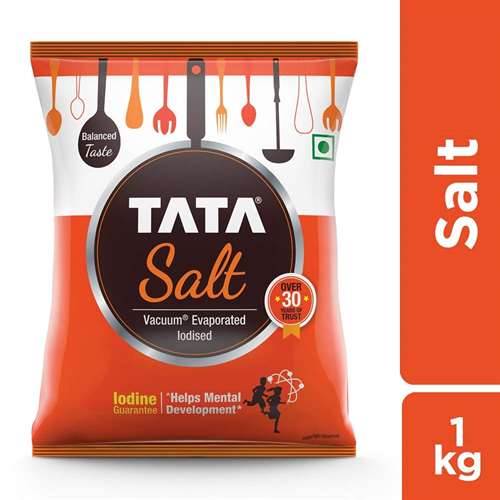 Balanced
Taste
TATA®
Salt
Vacuum® Evaporated
Iodised
OVER
30
YEARS OF
TRUST
Iodine
Guarantee
^Helps Mental
Development^
Salt
1
kg